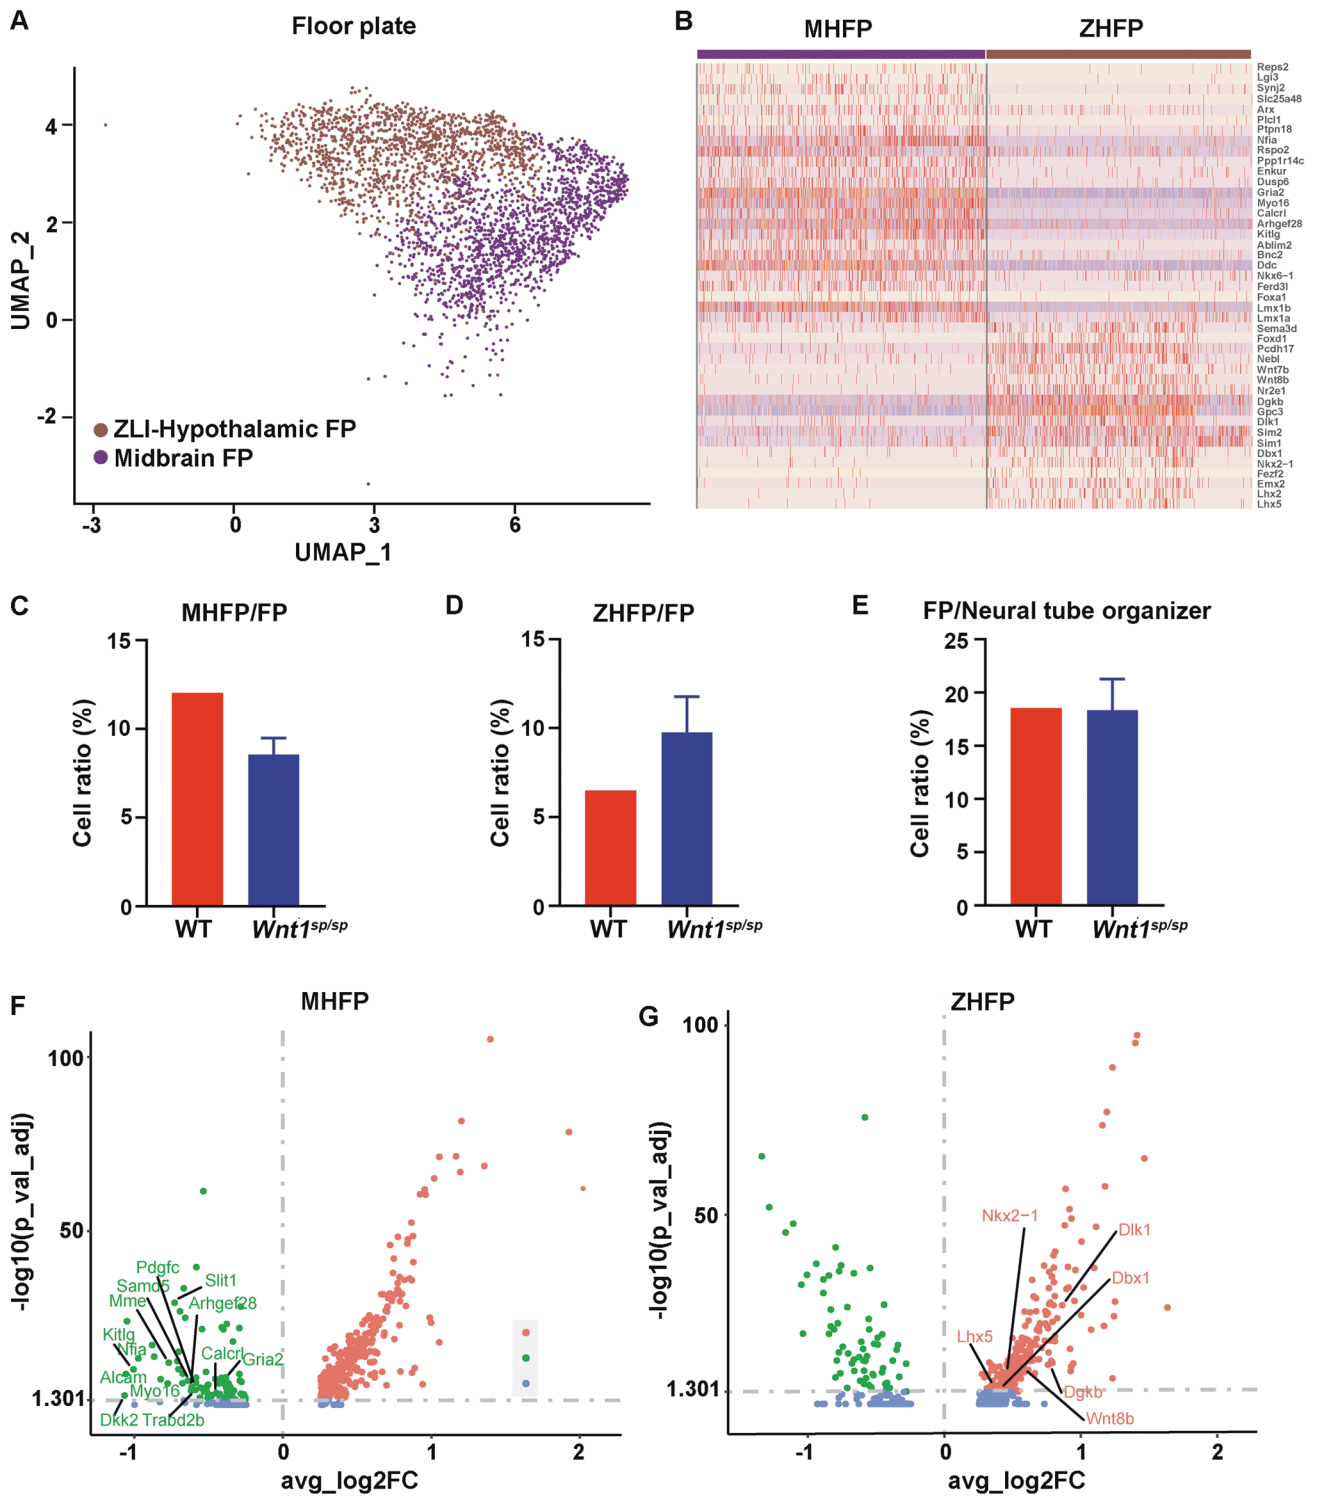 A
Floor plate
UMAP_2
4
2
0
-2
ZLI-Hypothalamic FP
Midbrain FP
-3
0
3
6
UMAP_1
B
MHFP
ZHFP
Reps2
Lgi3
Synj2
Slc25a48
Arx
Plcl1
Ptpn18
Nfia
Rspo2
Ppp1r14c
Enkur
Dusp6
Gria2
Myo16
Calcrl
Arhgef28
Kitlg
Ablim2
Bnc2
Ddc
Nkx6−1
Ferd3l
Foxa1
Lmx1b
Lmx1a
Sema3d
Foxd1
Pcdh17
Nebl
Wnt7b
Wnt8b
Nr2e1
Dgkb
Gpc3
Dlk1
Sim2
Sim1
Dbx1
Nkx2−1
Fezf2
Emx2
Lhx2
Lhx5
C
MHFP/FP
Cell ratio (%)
15
10
5
0
WT
Wnt1sp/sp
D
ZHFP/FP
Cell ratio (%)
15
10
5
0
WT
Wnt1sp/sp
E
FP/Neural tube organizer
Cell ratio (%)
25
20
15
10
5
0
WT
Wnt1sp/sp
F
MHFP
-log10(p_val_adj)
100
50
1.301
Pdgfc
Samd5
Slit1
Mme
Arhgef28
Kitlg
Nfia
Calcrl
Gria2
Alcam
Myo16
Dkk2
Trabd2b
-1
0
1
2
avg_log2FC
G
ZHFP
-log10(p_val_adj)
100
50
1.301
Nkx2−1
Dlk1
Dbx1
Lhx5
Dgkb
Wnt8b
-1
0
1
2
avg_log2FC